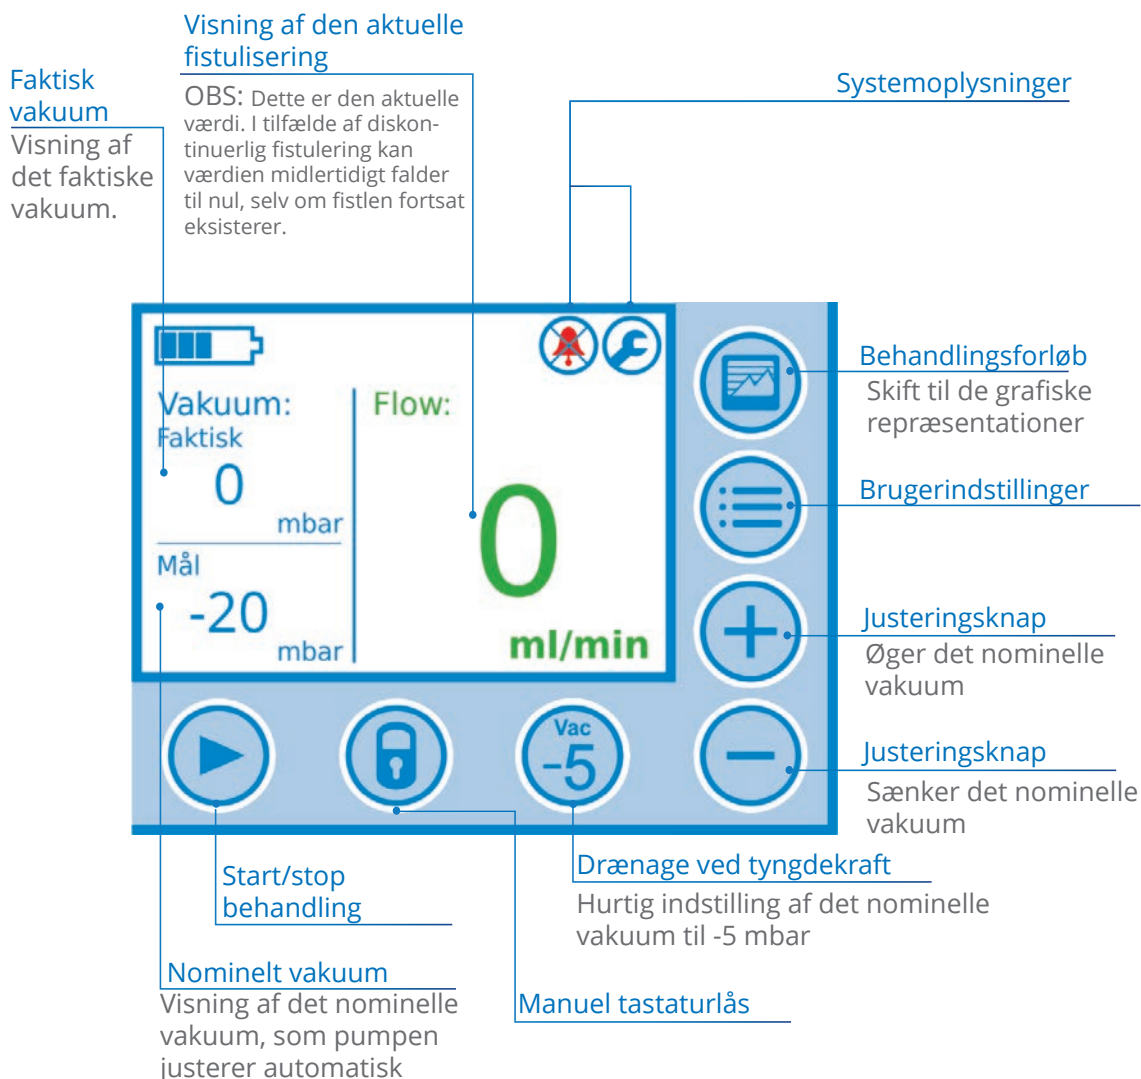 Visning af den aktuelle
fistulisering
OBS: Dette er den aktuelle
værdi. I tilfælde af diskon-
tinuerlig fistulering kan
værdien midlertidigt falder
til nul, selv om fistlen fortsat
eksisterer.
Faktisk
vakuum
Visning af
det faktiske
vakuum.
Systemoplysninger
Vakuum:
Faktisk
0
mbar
Mål
-20
mbar
Flow:
0
ml/min
Vac
-5
Behandlingsforløb
Skift til de grafiske
repræsentationer
Brugerindstillinger
Justeringsknap
Øger det nominelle
vakuum
Justeringsknap
Sænker det nominelle
vakuum
Start/stop
behandling
Drænage ved tyngdekraft
Hurtig indstilling af det nominelle
vakuum til -5 mbar
Nominelt vakuum
Visning af det nominelle
vakuum, som pumpen
justerer automatisk
Manuel tastaturlås